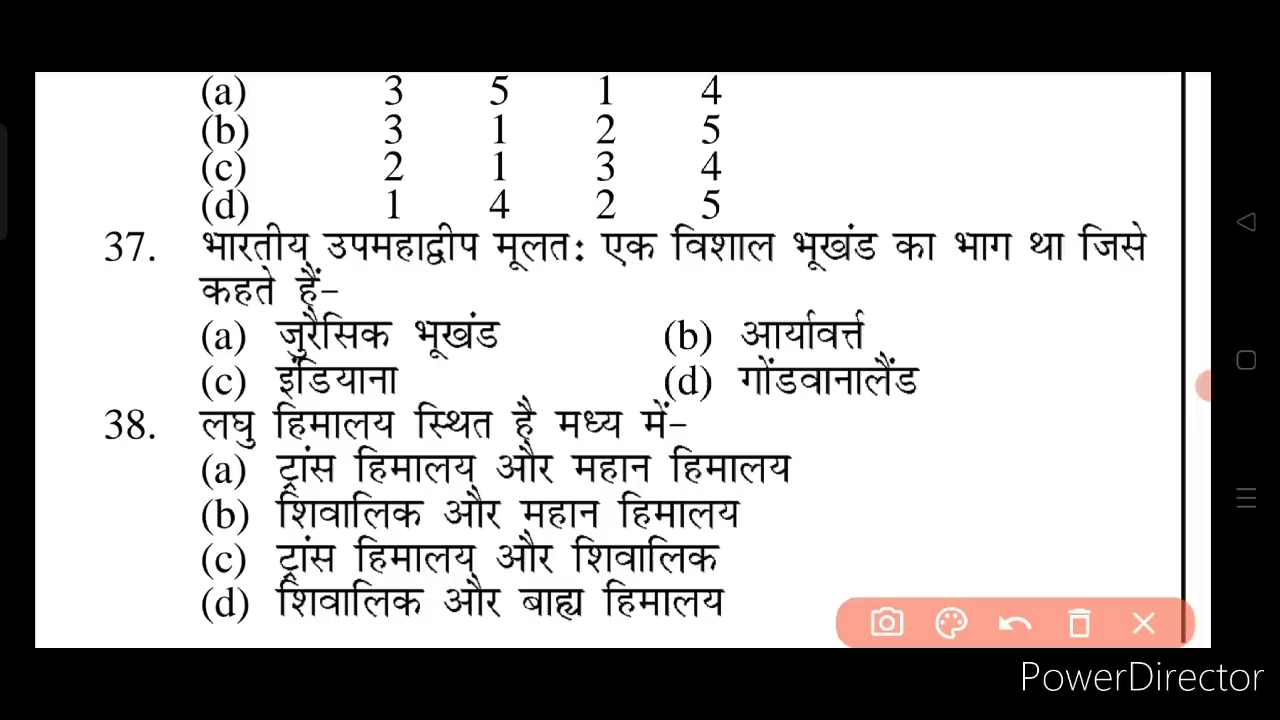 (a) 3 5 1 4
(b) 3 1 2 5
(c) 2 1 3 4
(d) 1 4 2 5
37. भारतीय उपमहाद्वीप मूलतः एक विशाल भूखंड का भाग था जिसे
कहते हैं-
(a) जुरैसिक भूखंड (b) आर्यावर्त्त
(c) इंडियाना (d) गोंडवानालैंड
38. लघु हिमालय स्थित है मध्य में-
(a) ट्रांस हिमालय और महान हिमालय
(b) शिवालिक और महान हिमालय
(c) ट्रांस हिमालय और शिवालिक
(d) शिवालिक और बाह्य हिमालय
PowerDirector